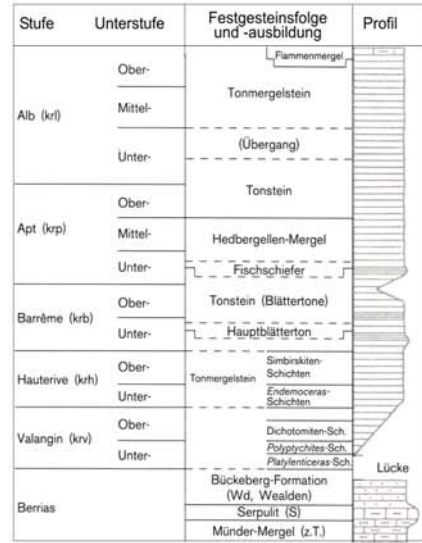 Stufe Unterstufe Festgesteinsfolge und -ausbildung Profil
Alb (krl)
Ober-
Mittel-
Unter-
Flammenmergel
Tonmergelstein
(Übergang)
Tonstein
Apt (krp)
Ober-
Mittel-
Unter-
Hedbergellen-Mergel
Fischschiefer
Barrême (krb)
Ober-
Unter-
Tonstein (Blättertone)
Hauptblätterton
Hauterive (krh)
Ober-
Unter-
Tonmergelstein
Simbirskiten-
Schichten
Endemoceras-
Schichten
Valangin (krv)
Ober-
Unter-
Dichotomiten-Sch.
Polyptychites-Sch.
Platylenticeras-Sch.
Lücke
Berrias
Bückeberg-Formation
(Wd, Wealden)
Serpulit (S)
Münder-Mergel (z.T.)